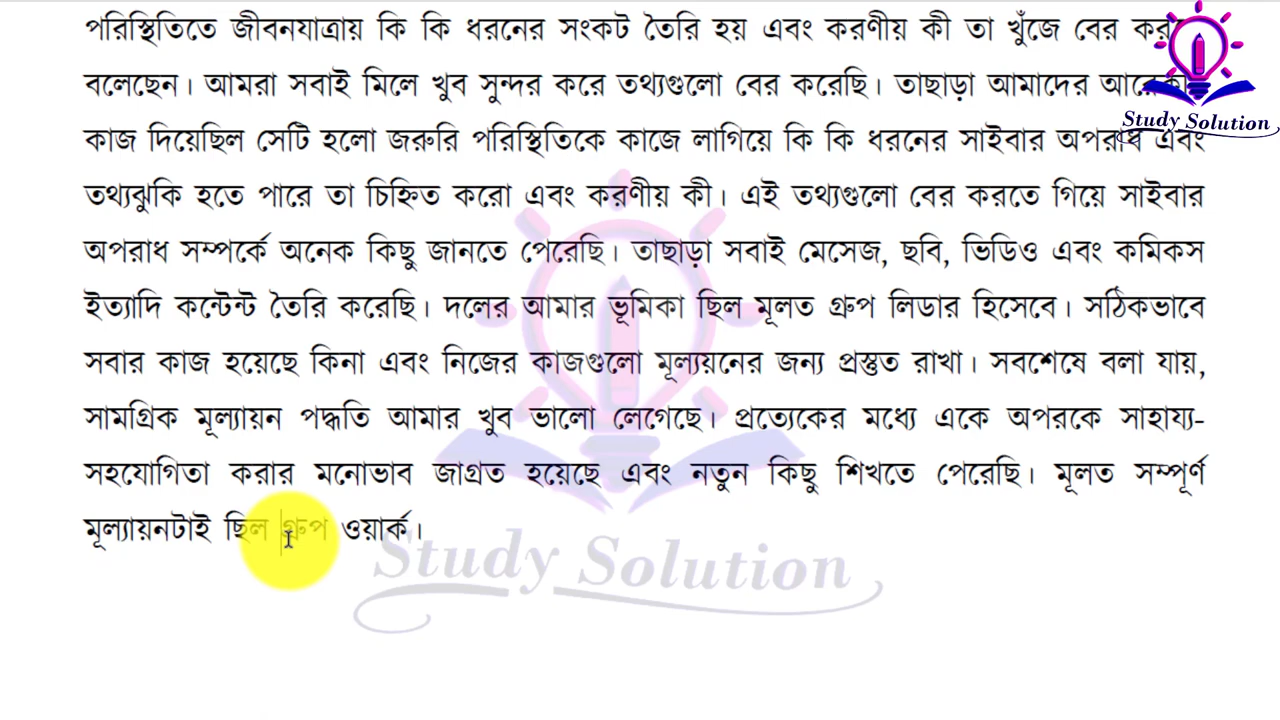 পরিস্থিতিতে জীবনযাত্রায় কি কি ধরনের সংকট তৈরি হয় এবং করণীয় কী তা খুঁজে বের
বলেছেন। আমরা সবাই মিলে খুব সুন্দর করে তথ্যগুলো বের করেছি। তাছাড়া আমাদের
Study Solution
কাজ দিয়েছিল সেটি হলো জরুরি পরিস্থিতিকে কাজে লাগিয়ে কি কি ধরনের সাইবার অপরাধ এবং
তথ্যঝুকি হতে পারে তা চিহ্নিত করো এবং করণীয় কী। এই তথ্যগুলো বের করতে গিয়ে সাইবার
অপরাধ সম্পর্কে অনেক কিছু জানতে পেরেছি। তাছাড়া সবাই মেসেজ, ছবি, ভিডিও এবং কমিকস
ইত্যাদি কন্টেন্ট তৈরি করেছি। দলের আমার ভূমিকা ছিল মূলত গ্রুপ লিডার হিসেবে। সঠিকভাবে
সবার কাজ হয়েছে কিনা এবং নিজের কাজগুলো মূল্যয়নের জন্য প্রস্তুত রাখা। সবশেষে বলা যায়,
সামগ্রিক মূল্যায়ন পদ্ধতি আমার খুব ভালো লেগেছে। প্রত্যেকের মধ্যে একে অপরকে সাহায্য-
সহযোগিতা করার মনোভাব জাগ্রত হয়েছে এবং নতুন কিছু শিখতে পেরেছি। মূলত সম্পূর্ণ
মূল্যায়নটাই ছিল গ্রুপ ওয়ার্ক।
Study Solution